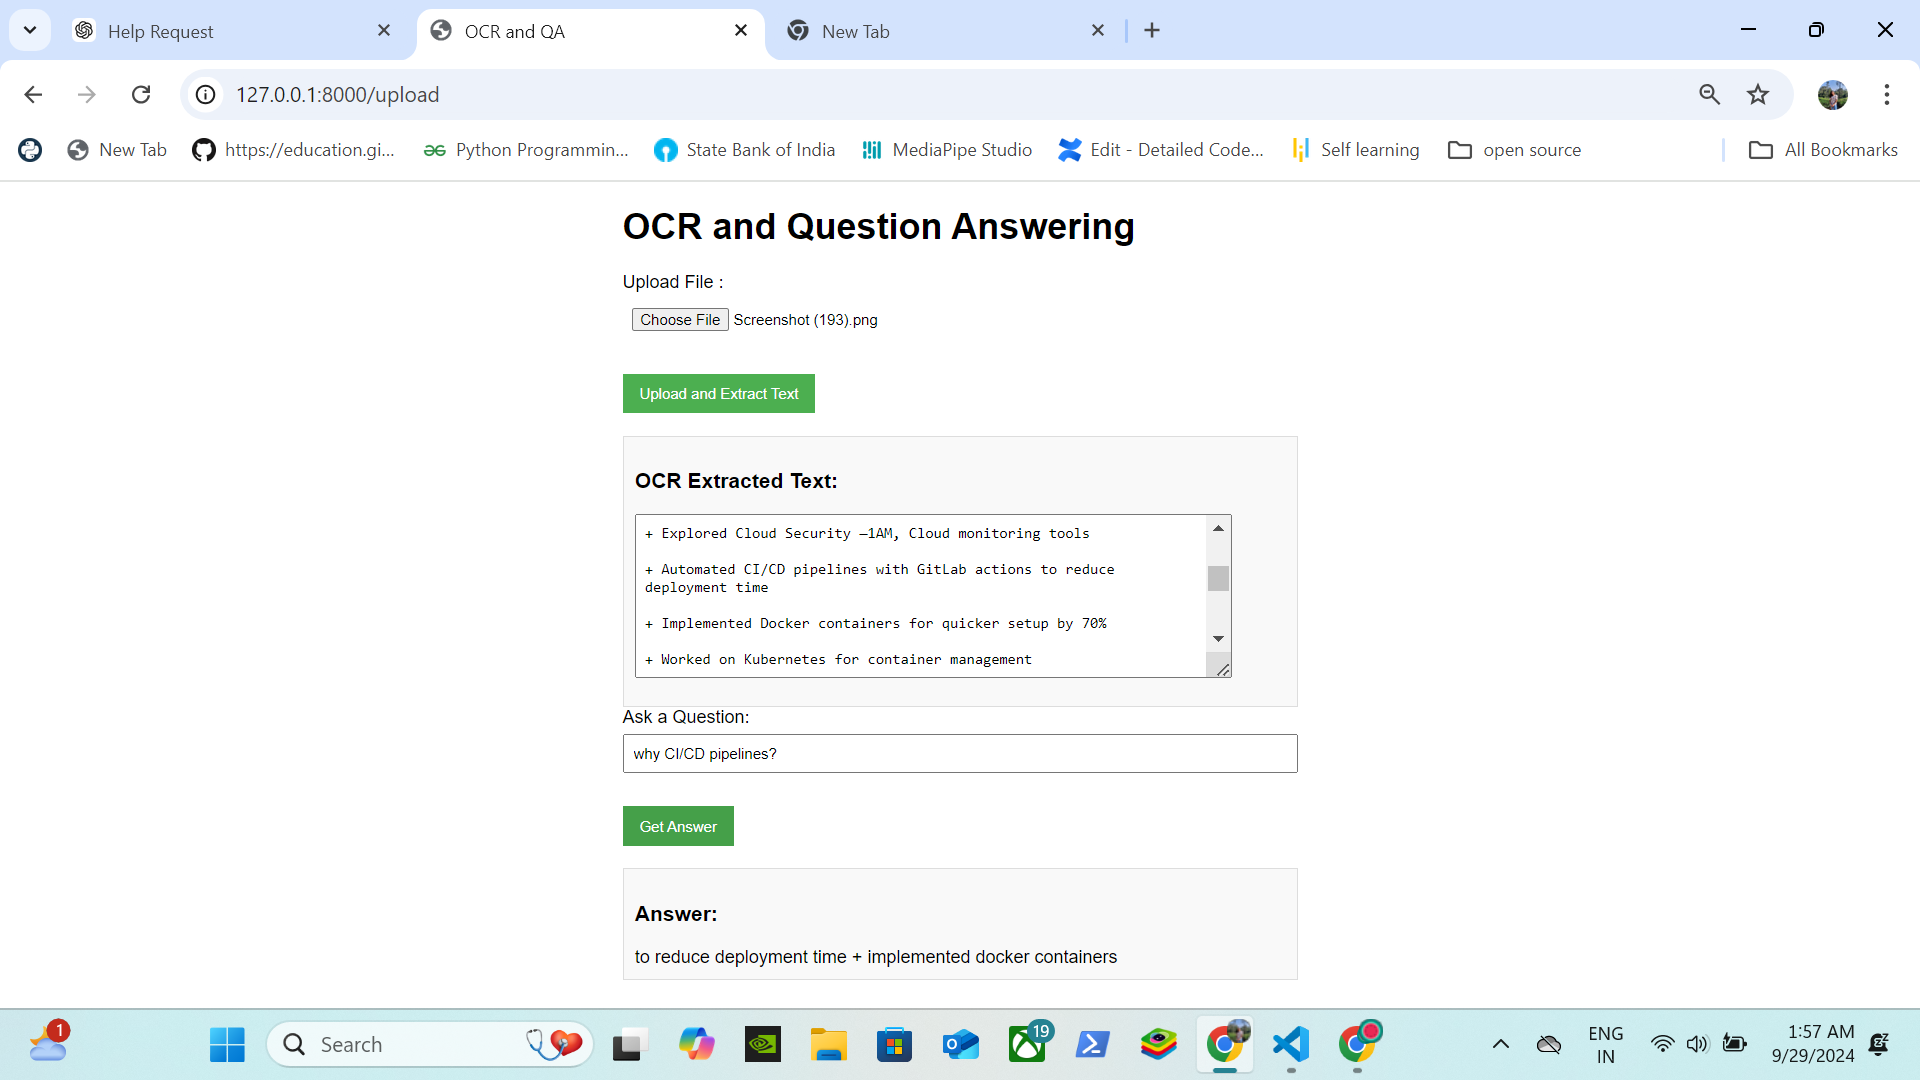 Help Request
OCR and QA
New Tab
127.0.0.1:8000/upload
New Tab
https://education.gi...
Python Programmin...
State Bank of India
MediaPipe Studio
Edit - Detailed Code...
Self learning
open source
All Bookmarks
OCR and Question Answering
Upload File :
Choose File Screenshot (193).png
Upload and Extract Text
OCR Extracted Text:
+ Explored Cloud Security —1AM, Cloud monitoring tools
+ Automated CI/CD pipelines with GitLab actions to reduce
deployment time
+ Implemented Docker containers for quicker setup by 70%
+ Worked on Kubernetes for container management
Ask a Question:
why CI/CD pipelines?
Get Answer
Answer:
to reduce deployment time + implemented docker containers
1
Search
19
ENG
IN
1:57 AM
9/29/2024